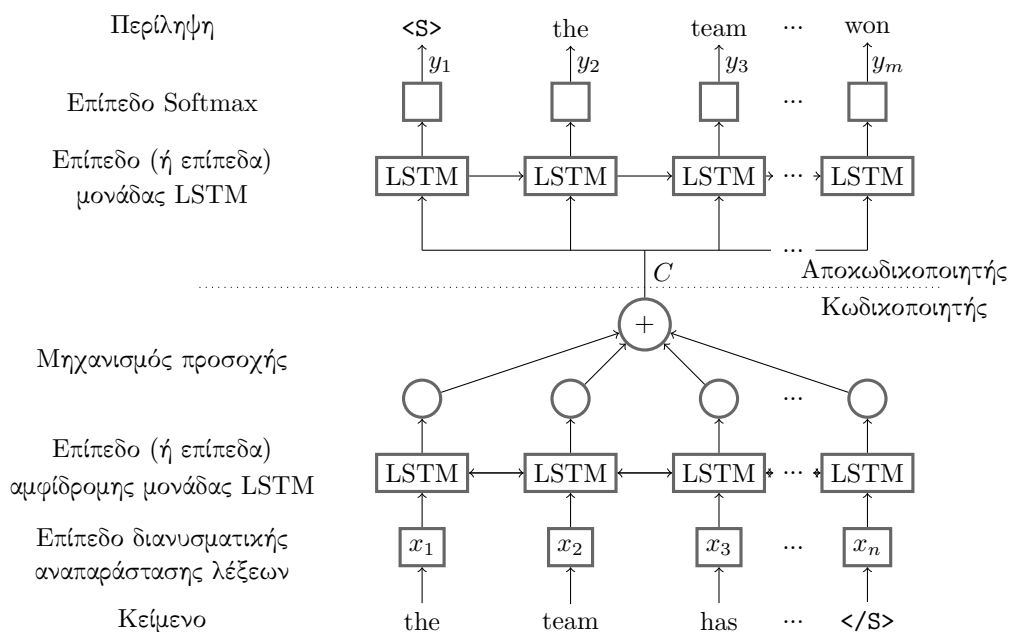 Περίληψη <S> the team ... won
y1 y2 y3 ym
Επίπεδο Softmax ...
Επίπεδο (ή επίπεδα)
μονάδας LSTM
LSTM LSTM LSTM ... LSTM
...
C
Αποκωδικοποιητής
Κωδικοποιητής
+
Μηχανισμός προσοχής
...
Επίπεδο (ή επίπεδα)
αμφίδρομης μονάδας LSTM
LSTM LSTM LSTM ... LSTM
Επίπεδο διανυσματικής
αναπαράστασης λέξεων
x1 x2 x3 ... xn
Κείμενο the team has ... </S>